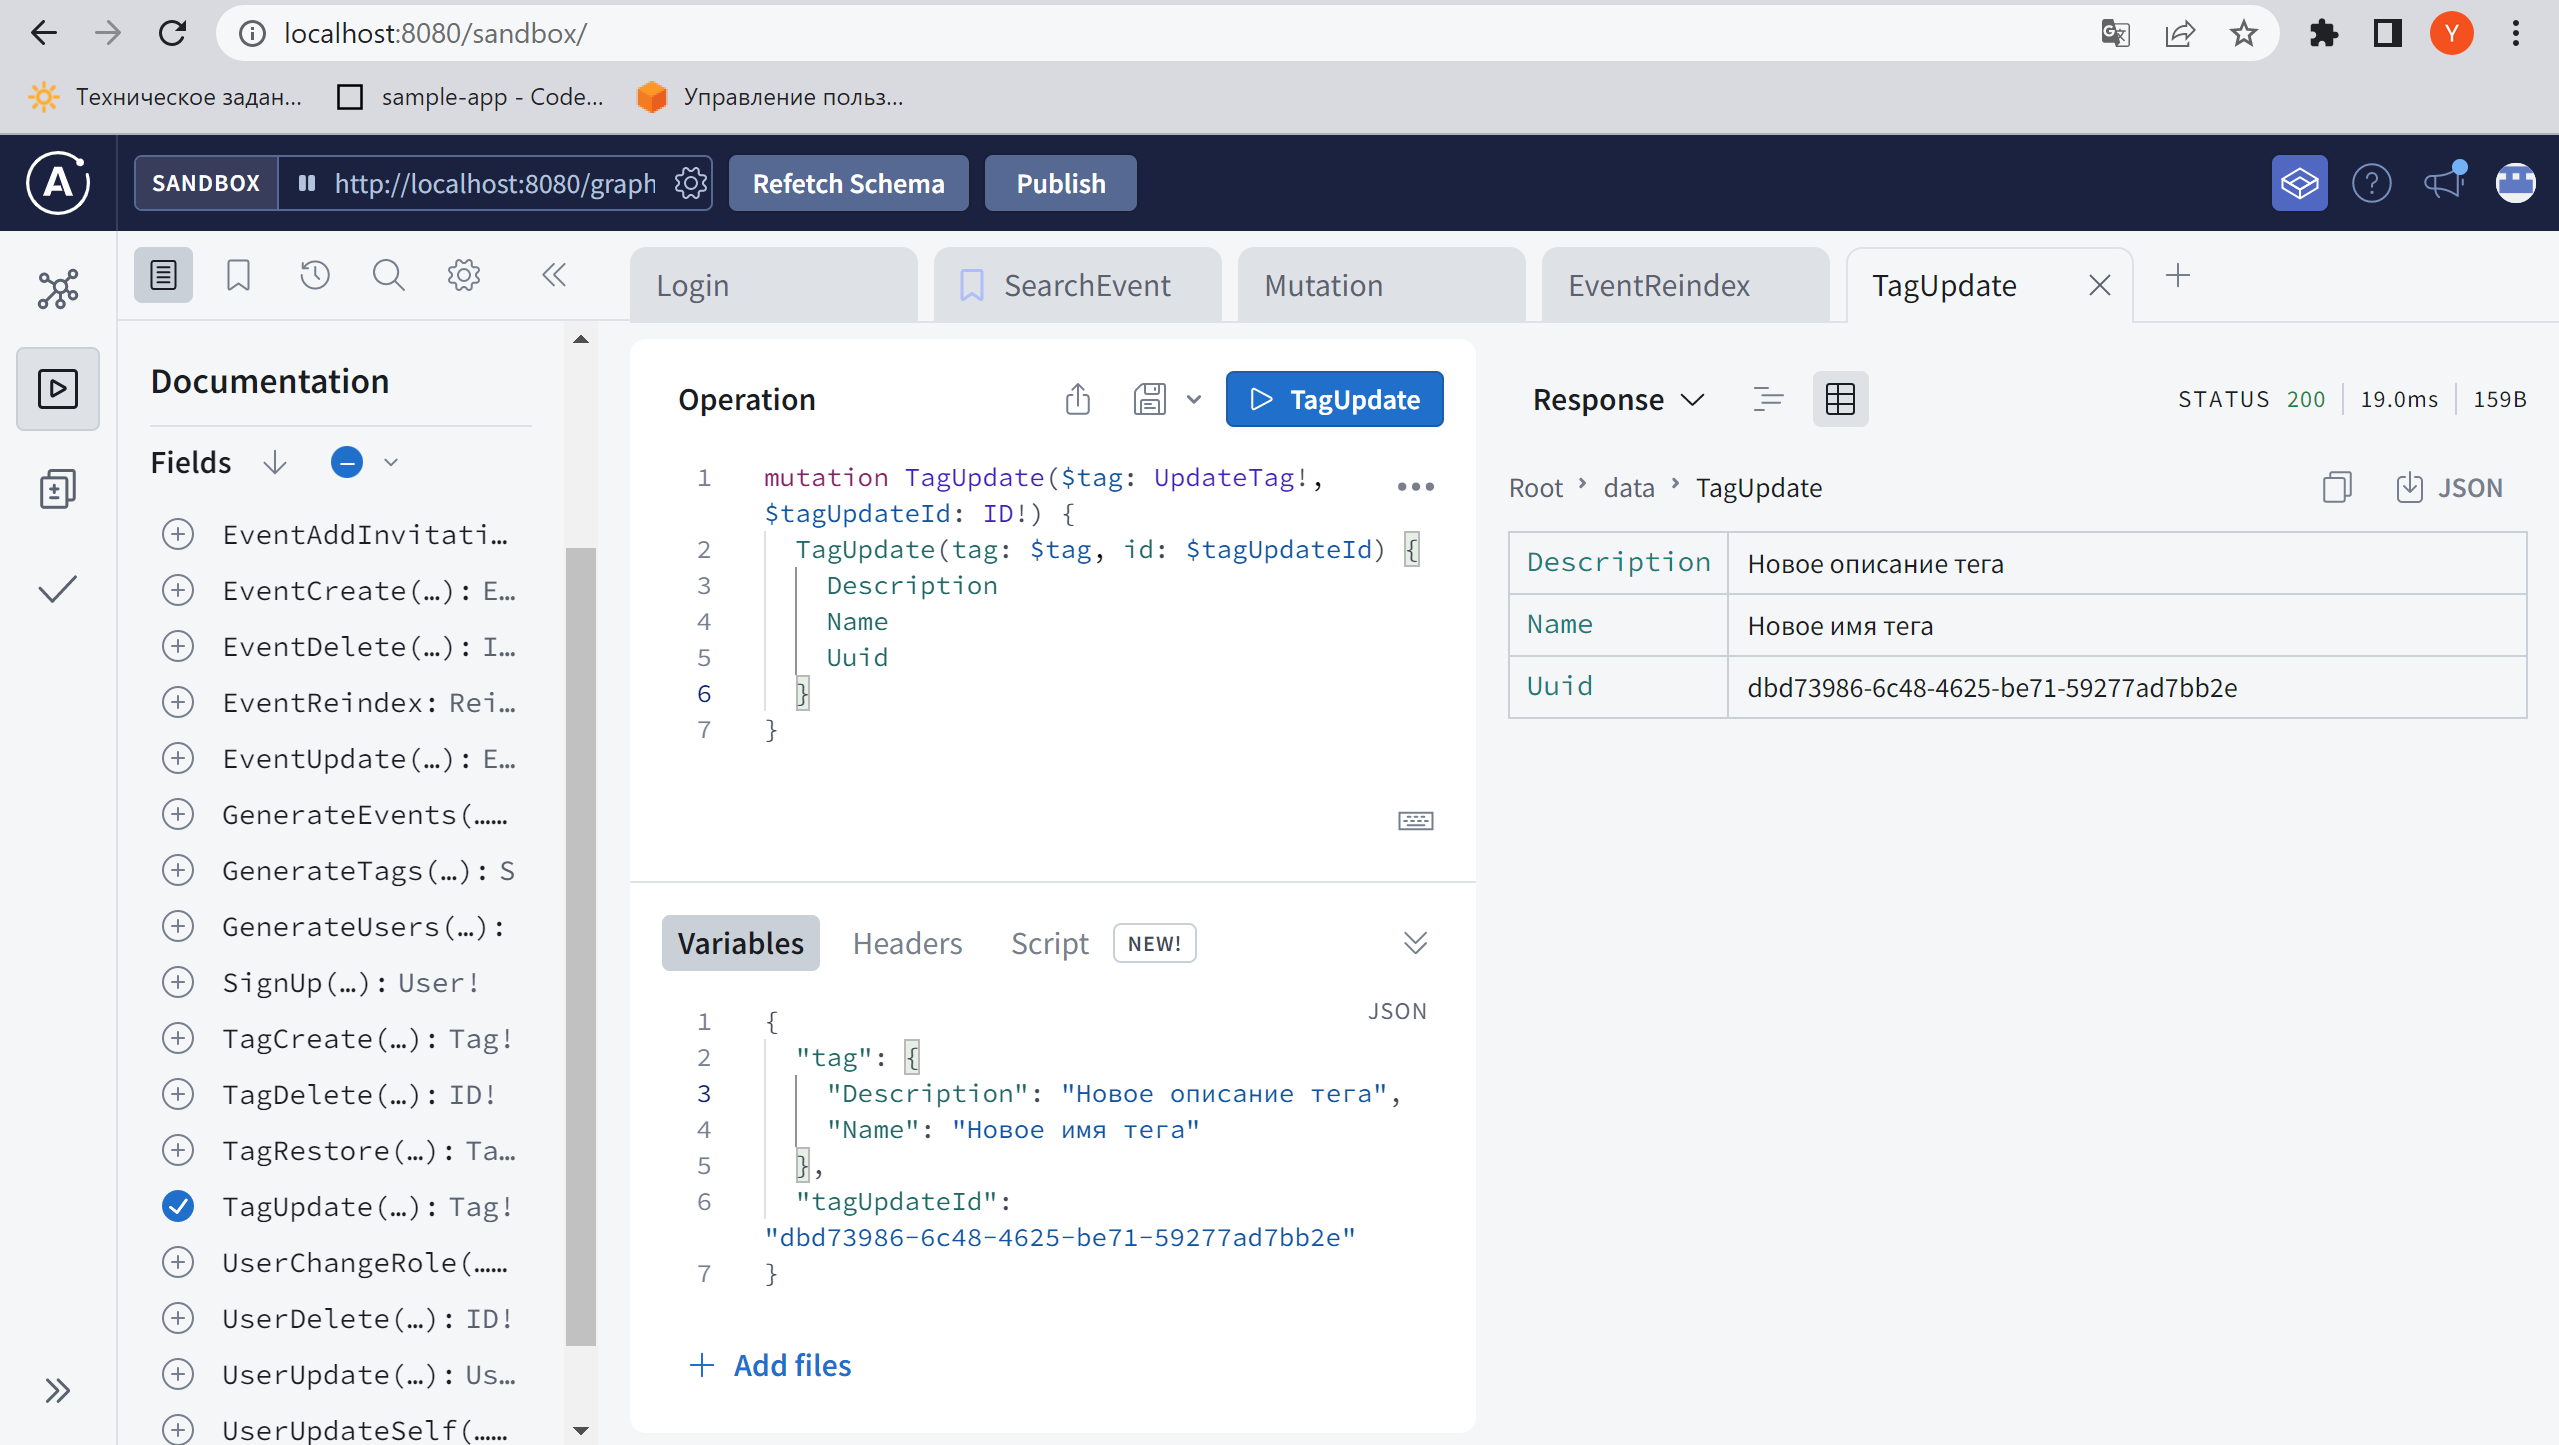 localhost:8080/sandbox/
Y
Техническое задан...
sample-app - Code...
Управление польз...
SANDBOX
http://localhost:8080/graph
Refetch Schema
Publish
Login
SearchEvent
Mutation
EventReindex
TagUpdate
Documentation
Fields
EventAddInvitati…
EventCreate(…): E…
EventDelete(…): I…
EventReindex: Rei…
EventUpdate(…): E…
GenerateEvents(……
GenerateTags(…): S
GenerateUsers(…):
SignUp(…): User!
TagCreate(…): Tag!
TagDelete(…): ID!
TagRestore(…): Ta…
TagUpdate(…): Tag!
UserChangeRole(……
UserDelete(…): ID!
UserUpdate(…): Us…
UserUpdateSelf(……
Operation
TagUpdate
1 mutation TagUpdate($tag: UpdateTag!,
$tagUpdateId: ID!) {
2 TagUpdate(tag: $tag, id: $tagUpdateId) {
3 Description
4 Name
5 Uuid
6 }
7 }
Variables
Headers
Script
NEW!
JSON
1 {
2 "tag": {
3 "Description": "Новое описание тега",
4 "Name": "Новое имя тега"
5 },
6 "tagUpdateId":
"dbd73986-6c48-4625-be71-59277ad7bb2e"
7 }
Add files
Response
STATUS 200
19.0ms
159B
Root › data › TagUpdate
JSON
Description Новое описание тега
Name Новое имя тега
Uuid dbd73986-6c48-4625-be71-59277ad7bb2e